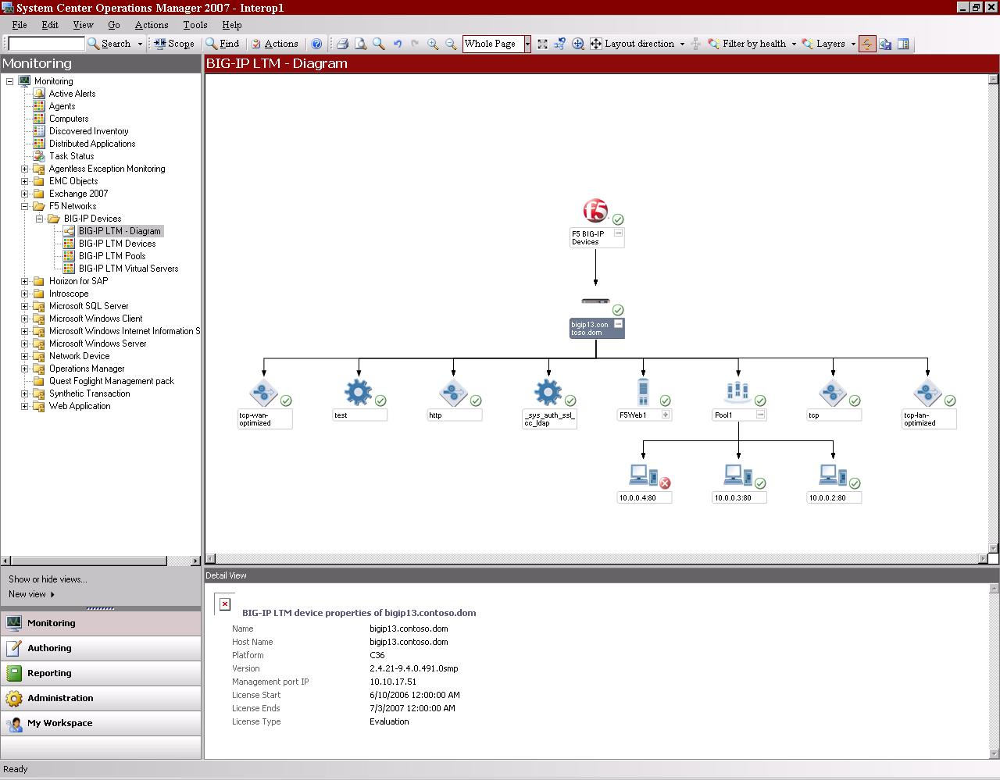 System Center Operations Manager 2007 - Interop1
File Edit View Go Actions Tools Help
Search Scope Find Actions Whole Page Layout direction Filter by health Layers
Monitoring
BIG-IP LTM - Diagram
Monitoring
Active Alerts
Agents
Computers
Discovered Inventory
Distributed Applications
Task Status
Agentless Exception Monitoring
EMC Objects
Exchange 2007
F5 Networks
BIG-IP Devices
BIG-IP LTM - Diagram
BIG-IP LTM Devices
BIG-IP LTM Pools
BIG-IP LTM Virtual Servers
Horizon for SAP
Introscope
Microsoft SQL Server
Microsoft Windows Client
Microsoft Windows Internet Information S
Microsoft Windows Server
Network Device
Operations Manager
Quest Foglight Management pack
Synthetic Transaction
Web Application
Show or hide views...
New view
Monitoring
Authoring
Reporting
Administration
My Workspace
f5
F5 BIG-IP
Devices
bigip13.con
toso.dom
tcp-wan-
optimized
test
http
_sys_auth_ssl_
cc_ldap
F5Web1
Pool1
tcp
tcp-lan-
optimized
10.0.0.4:80
10.0.0.3:80
10.0.0.2:80
Detail View
BIG-IP LTM device properties of bigip13.contoso.dom
Name bigip13.contoso.dom
Host Name bigip13.contoso.dom
Platform C36
Version 2.4.21-9.4.0.491.0smp
Management port IP 10.10.17.51
License Start 6/10/2006 12:00:00 AM
License Ends 7/3/2007 12:00:00 AM
License Type Evaluation
Ready